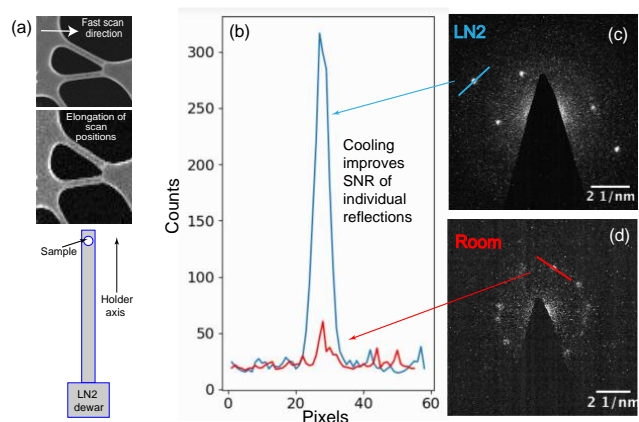 (a)
Fast scan
direction
Elongation of
scan
positions
Sample
Holder
axis
LN2
dewar
(b)
300
250
200
150
100
50
0
Counts
0
20
40
60
Pixels
Cooling
improves
SNR of
individual
reflections
(c)
LN2
2 1/nm
(d)
Room
2 1/nm